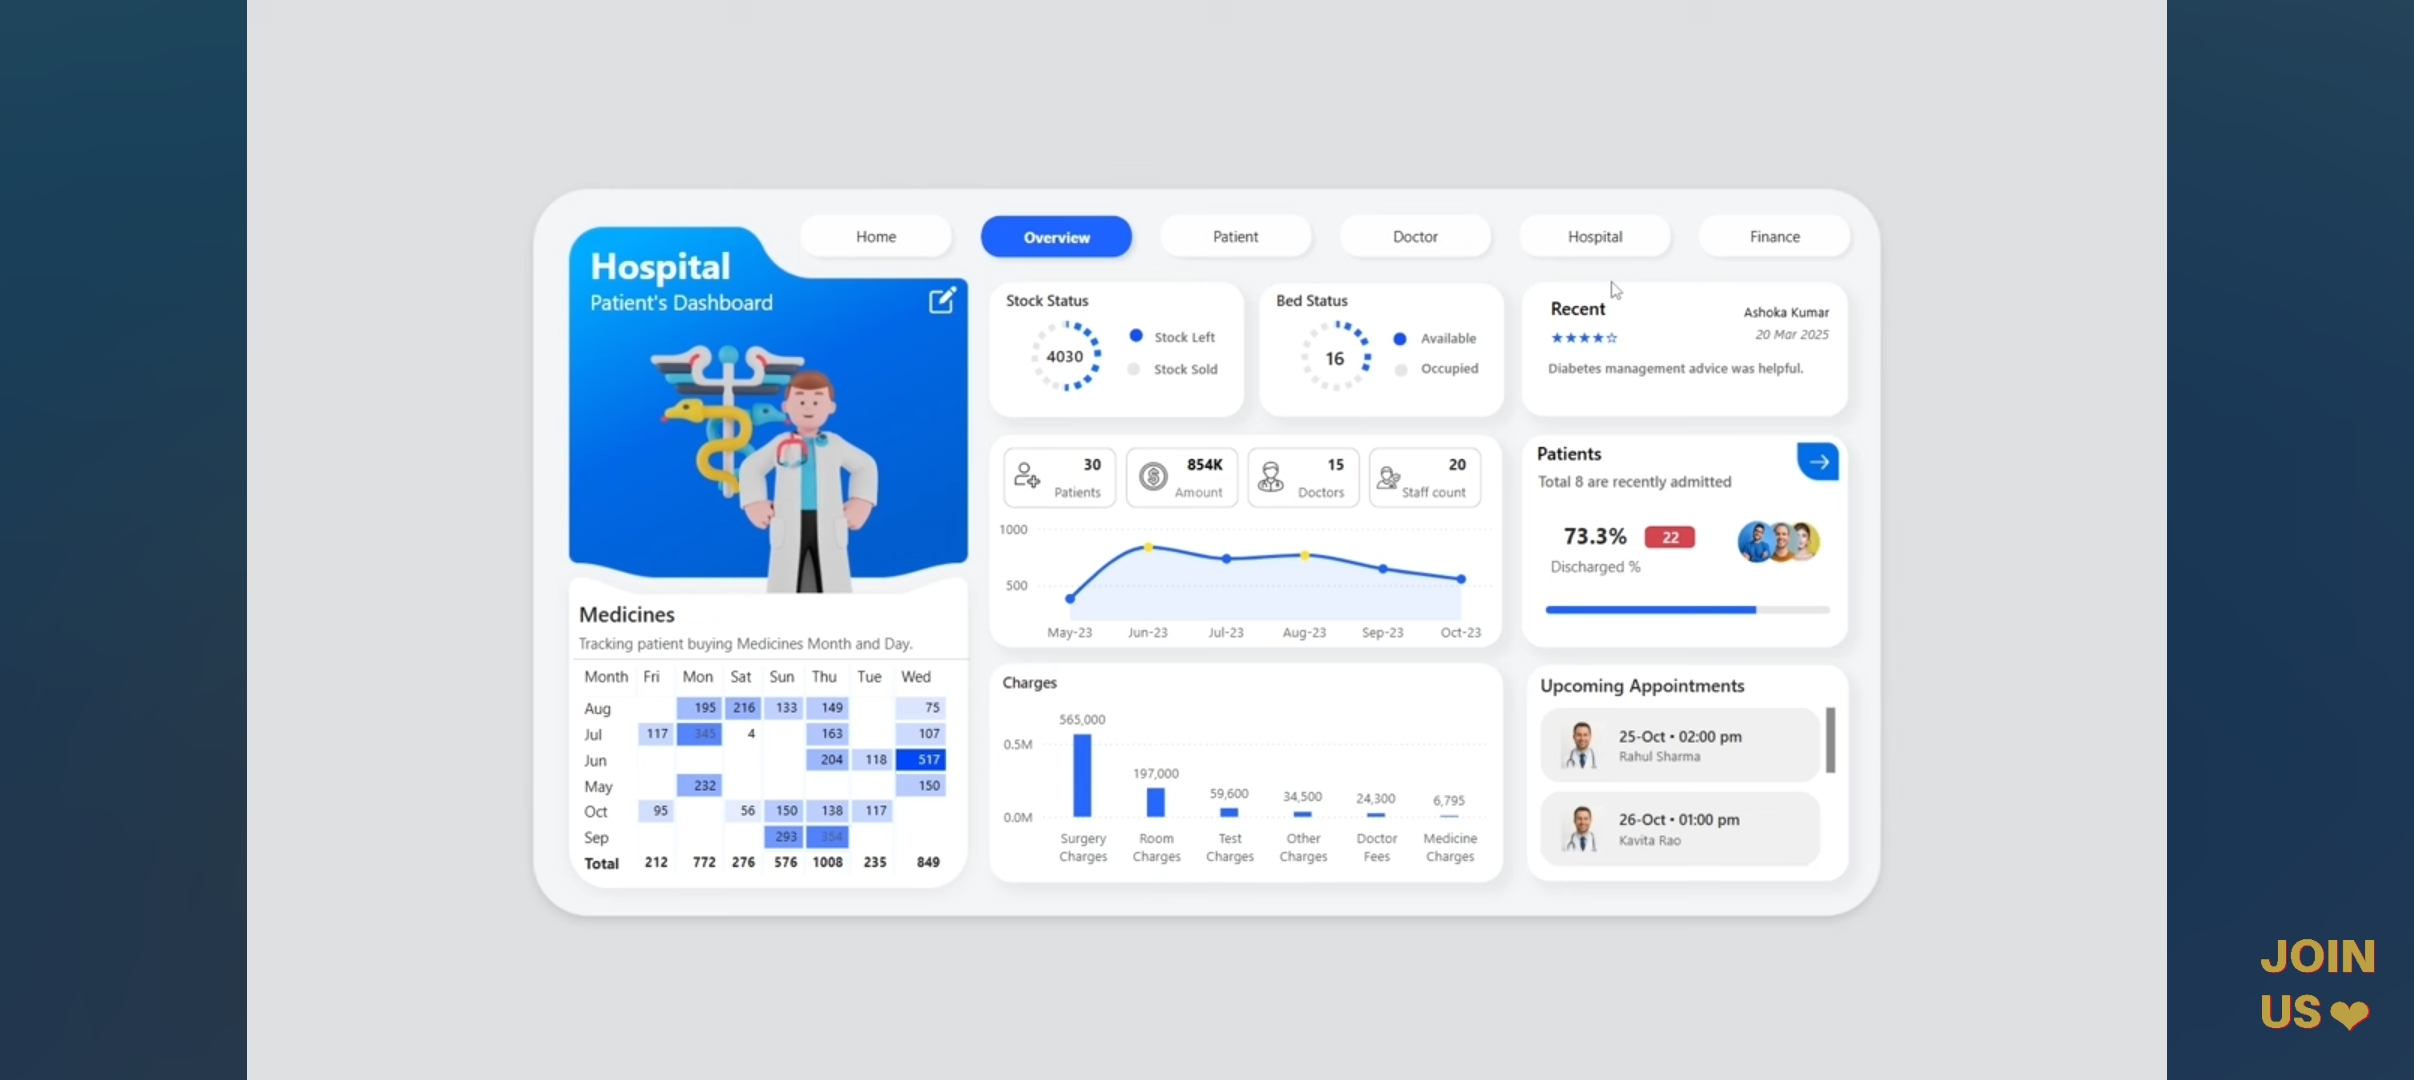 Home
Overview
Patient
Doctor
Hospital
Finance
Hospital
Patient's Dashboard
Stock Status
4030
Stock Left
Stock Sold
Bed Status
16
Available
Occupied
Recent
Ashoka Kumar
★★★★☆
20 Mar 2025
Diabetes management advice was helpful.
30
Patients
854K
Amount
15
Doctors
20
Staff count
1000
500
May-23 Jun-23 Jul-23 Aug-23 Sep-23 Oct-23
Patients
Total 8 are recently admitted
73.3% 22
Discharged %
Medicines
Tracking patient buying Medicines Month and Day.
Month Fri Mon Sat Sun Thu Tue Wed
Aug 195 216 133 149 75
Jul 117 345 4 163 107
Jun 204 118 517
May 232 150
Oct 95 56 150 138 117
Sep 293 354
Total 212 772 276 576 1008 235 849
Charges
565,000
0.5M
197,000
59,600
34,500
24,300
6,795
0.0M
Surgery Room Test Other Doctor Medicine
Charges Charges Charges Charges Fees Charges
Upcoming Appointments
25-Oct • 02:00 pm
Rahul Sharma
26-Oct • 01:00 pm
Kavita Rao
JOIN
US❤